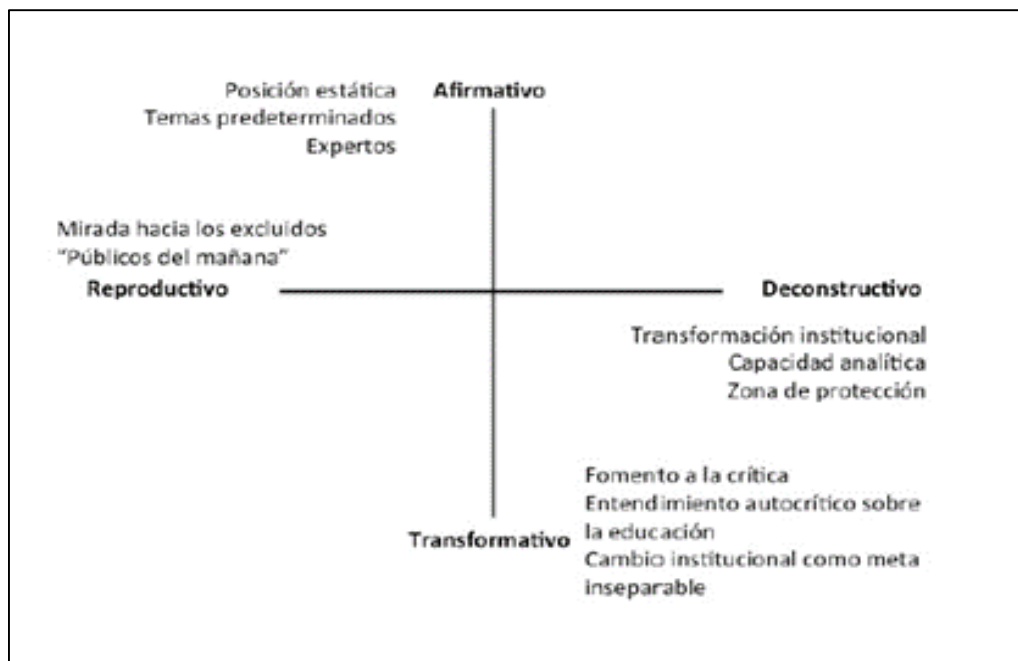 Posición estática
Afirmativo
Temas predeterminados
Expertos
Mirada hacia los excluidos
“Públicos del mañana”
Reproductivo
Deconstructivo
Transformación institucional
Capacidad analítica
Zona de protección
Fomento a la crítica
Entendimiento autocrítico sobre
la educación
Transformativo
Cambio institucional como meta
inseparable